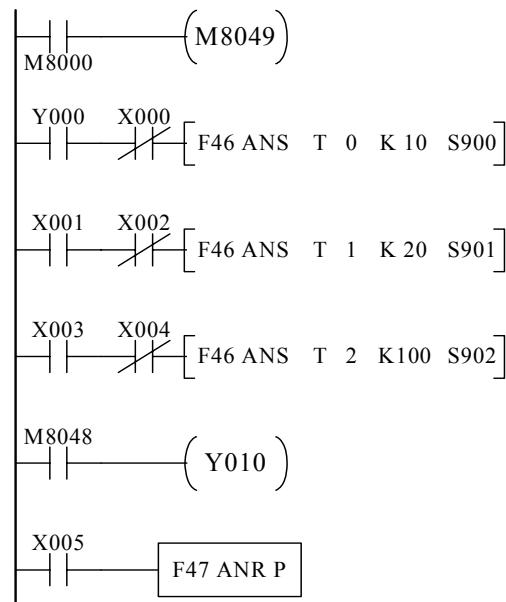 M8049
M8000
Y000 X000
F46 ANS T 0 K 10 S900
X001 X002
F46 ANS T 1 K 20 S901
X003 X004
F46 ANS T 2 K100 S902
M8048
Y010
X005
F47 ANR P